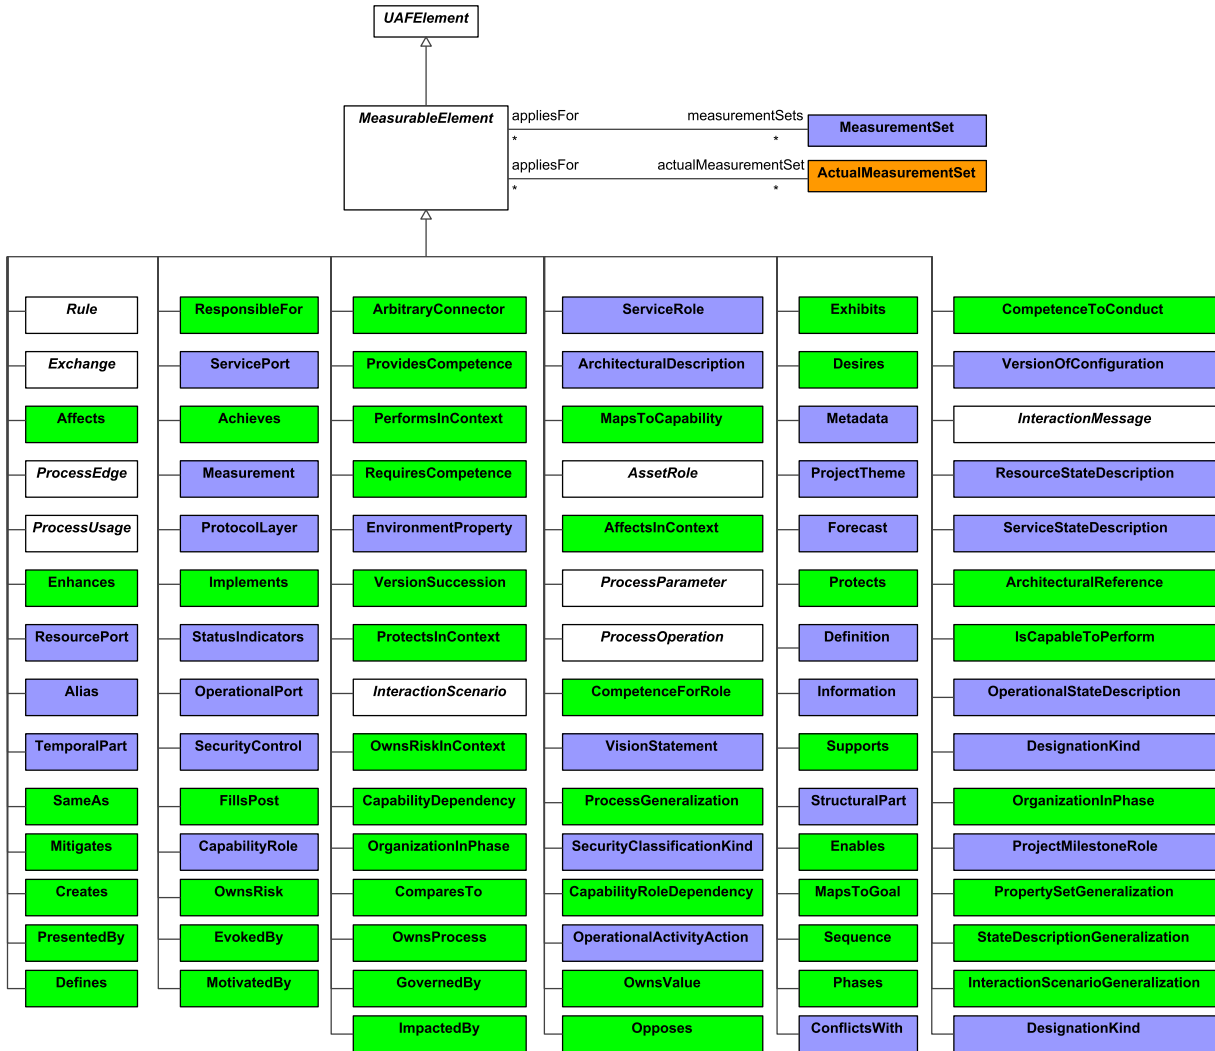 UAFElement
MeasurableElement
appliesFor
measurementSets
*
*
MeasurementSet
appliesFor
actualMeasurementSet
*
*
ActualMeasurementSet
Rule
ResponsibleFor
ArbitraryConnector
ServiceRole
Exhibits
CompetenceToConduct
Exchange
ServicePort
ProvidesCompetence
ArchitecturalDescription
Desires
VersionOfConfiguration
Affects
Achieves
PerformsInContext
MapsToCapability
Metadata
InteractionMessage
ProcessEdge
Measurement
RequiresCompetence
AssetRole
ProjectTheme
ResourceStateDescription
ProcessUsage
ProtocolLayer
EnvironmentProperty
AffectsInContext
Forecast
ServiceStateDescription
Enhances
Implements
VersionSuccession
ProcessParameter
Protects
ArchitecturalReference
ResourcePort
StatusIndicators
ProtectsInContext
ProcessOperation
Definition
IsCapableToPerform
Alias
OperationalPort
InteractionScenario
CompetenceForRole
Information
OperationalStateDescription
TemporalPart
SecurityControl
OwnsRiskInContext
VisionStatement
Supports
DesignationKind
SameAs
FillsPost
CapabilityDependency
ProcessGeneralization
StructuralPart
OrganizationInPhase
Mitigates
CapabilityRole
OrganizationInPhase
SecurityClassificationKind
Enables
ProjectMilestoneRole
Creates
OwnsRisk
ComparesTo
CapabilityRoleDependency
MapsToGoal
PropertySetGeneralization
PresentedBy
EvokedBy
OwnsProcess
OperationalActivityAction
Sequence
StateDescriptionGeneralization
Defines
MotivatedBy
GovernedBy
OwnsValue
Phases
InteractionScenarioGeneralization
ImpactedBy
Opposes
ConflictsWith
DesignationKind